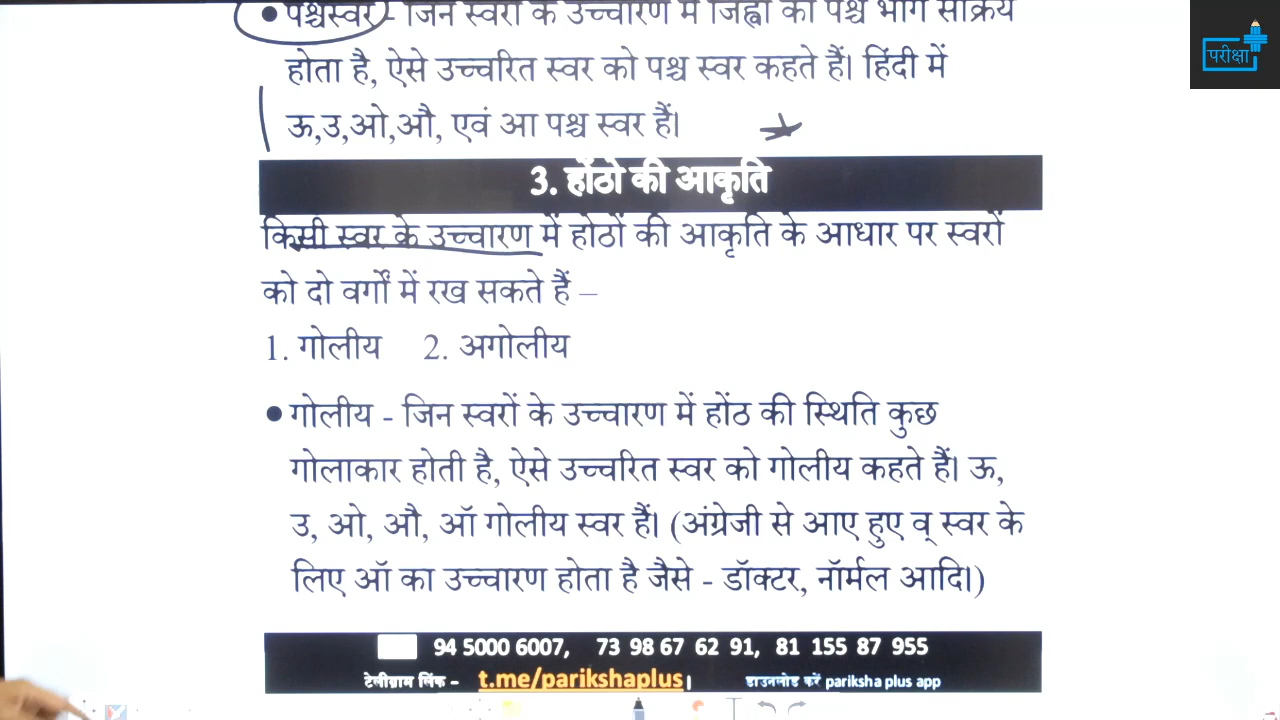 • पश्चस्वर - जिन स्वरों के उच्चारण में जिह्वा का पश्च भाग सक्रिय
परीक्षा
होता है, ऐसे उच्चरित स्वर को पश्च स्वर कहते हैं। हिंदी में
ऊ,उ,ओ,औ, एवं आ पश्च स्वर हैं।
3. होंठो की आकृति
किसी स्वर के उच्चारण में होठों की आकृति के आधार पर स्वरों
को दो वर्गों में रख सकते हैं –
1. गोलीय 2. अगोलीय
• गोलीय - जिन स्वरों के उच्चारण में होंठ की स्थिति कुछ
गोलाकार होती है, ऐसे उच्चरित स्वर को गोलीय कहते हैं। ऊ,
उ, ओ, औ, ऑ गोलीय स्वर हैं। (अंग्रेजी से आए हुए व् स्वर के
लिए ऑ का उच्चारण होता है जैसे - डॉक्टर, नॉर्मल आदि।)
94 5000 6007, 73 98 67 62 91, 81 155 87 955
टेलीग्राम लिंक - t.me/parikshaplus। डाउनलोड करें pariksha plus app